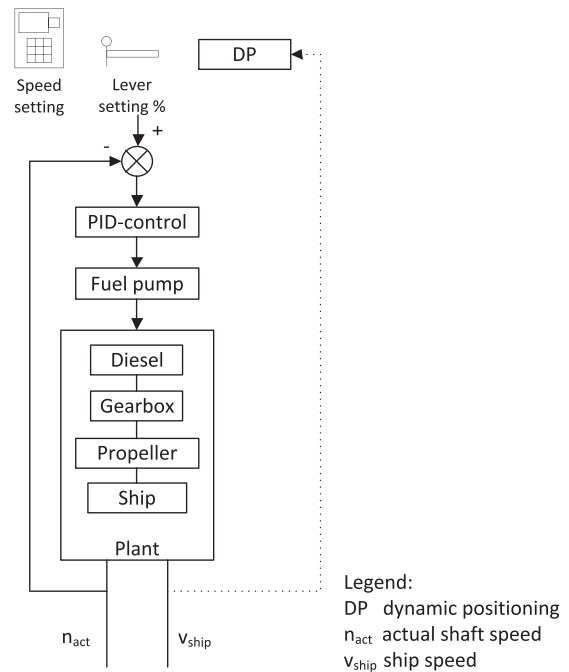 DP
Speed
setting
Lever
setting %
+
-
PID-control
Fuel pump
Diesel
Gearbox
Propeller
Ship
Plant
nact
vship
Legend:
DP dynamic positioning
nact actual shaft speed
vship ship speed